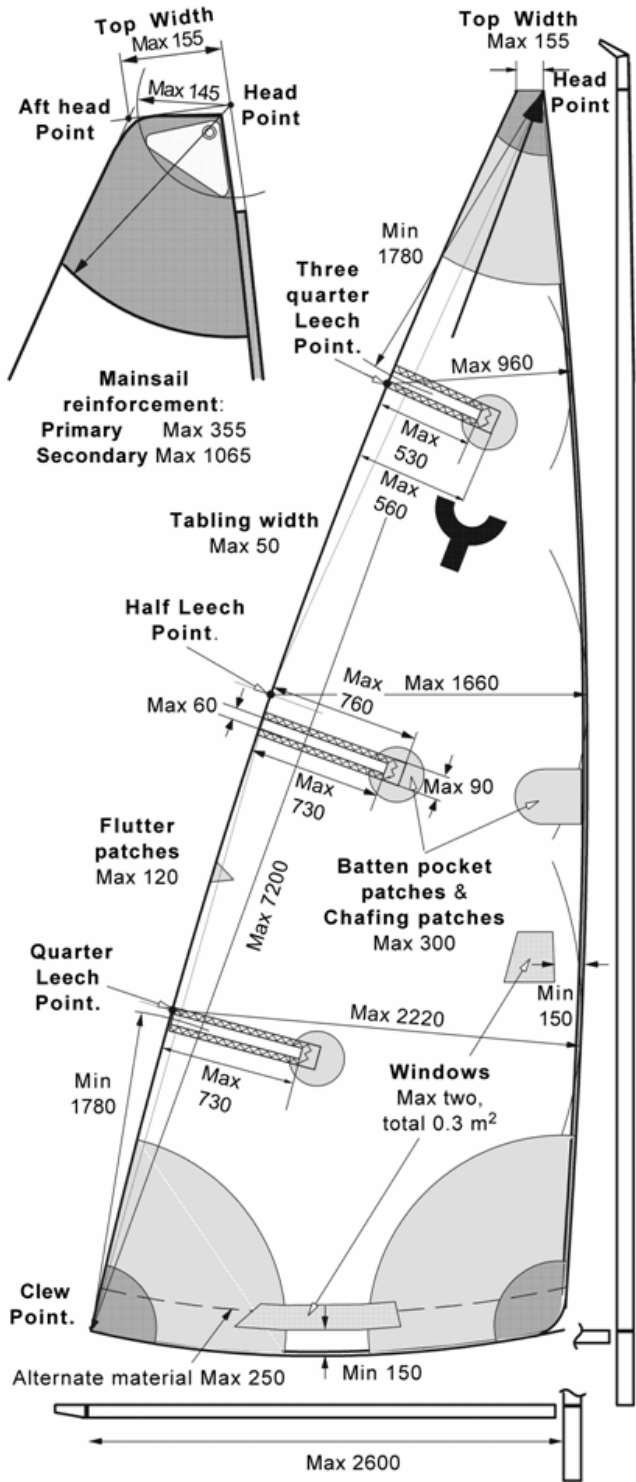 Top Width
Max 155
Max 145
Aft head
Point
Head
Point
Top Width
Max 155
Head
Point
Mainsail
reinforcement:
Primary Max 355
Secondary Max 1065
Min
1780
Three
quarter
Leech
Point.
Max 960
Max
530
Max
560
Tabling width
Max 50
Half Leech
Point.
Max
760
Max 1660
Max 60
Max 90
Max
730
Flutter
patches
Max 120
Max 7200
Batten pocket
patches &
Chafing patches
Max 300
Quarter
Leech
Point.
Max 2220
Min
150
Min
1780
Max
730
Windows
Max two,
total 0.3 m²
Clew
Point.
Alternate material Max 250
Min 150
Max 2600